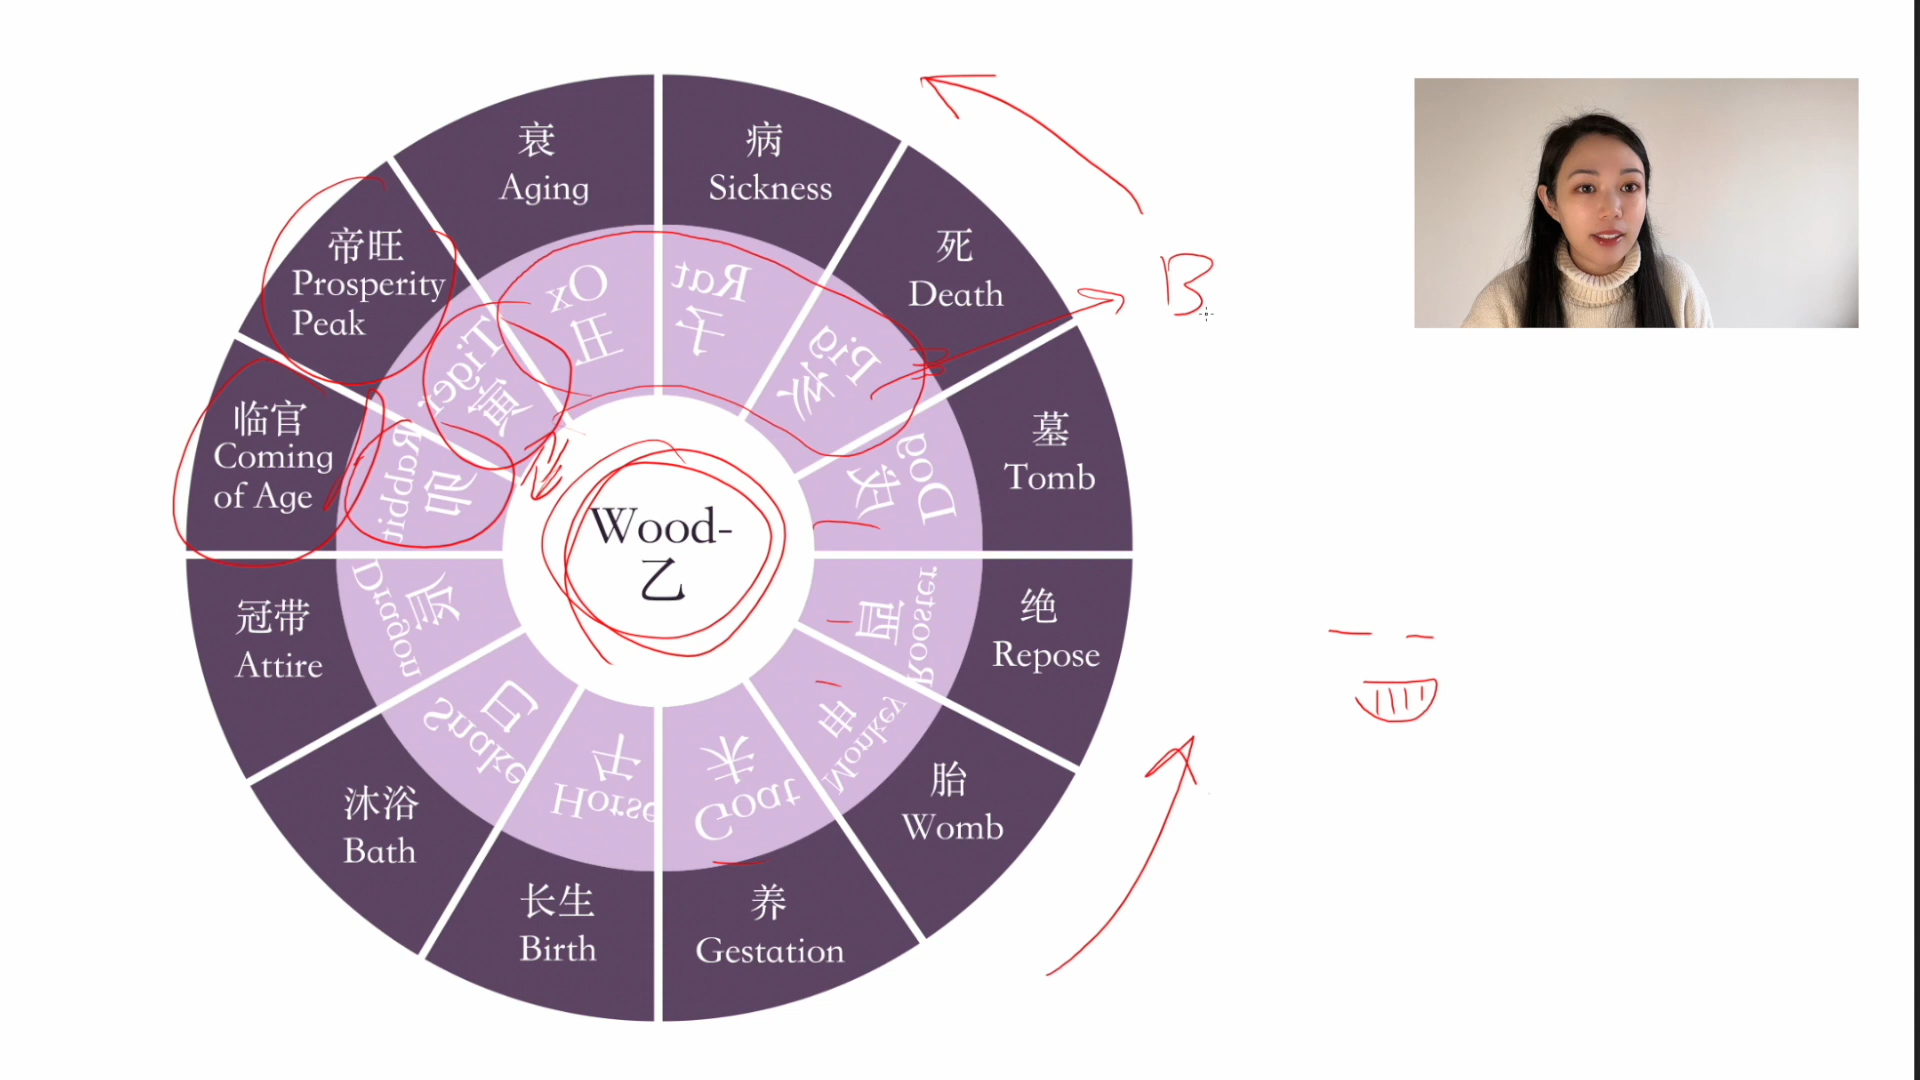 衰
Aging
病
Sickness
死
Death
墓
Tomb
绝
Repose
胎
Womb
养
Gestation
长生
Birth
沐浴
Bath
冠带
Attire
临官
Coming
of Age
帝旺
Prosperity
Peak
Ox
丑
Rat
子
Pig
亥
Dog
戌
Rooster
酉
Monkey
申
未
Goat
午
Horse
巳
Snake
辰
Dragon
卯
Rabbit
寅
Tiger
Wood-
乙
B